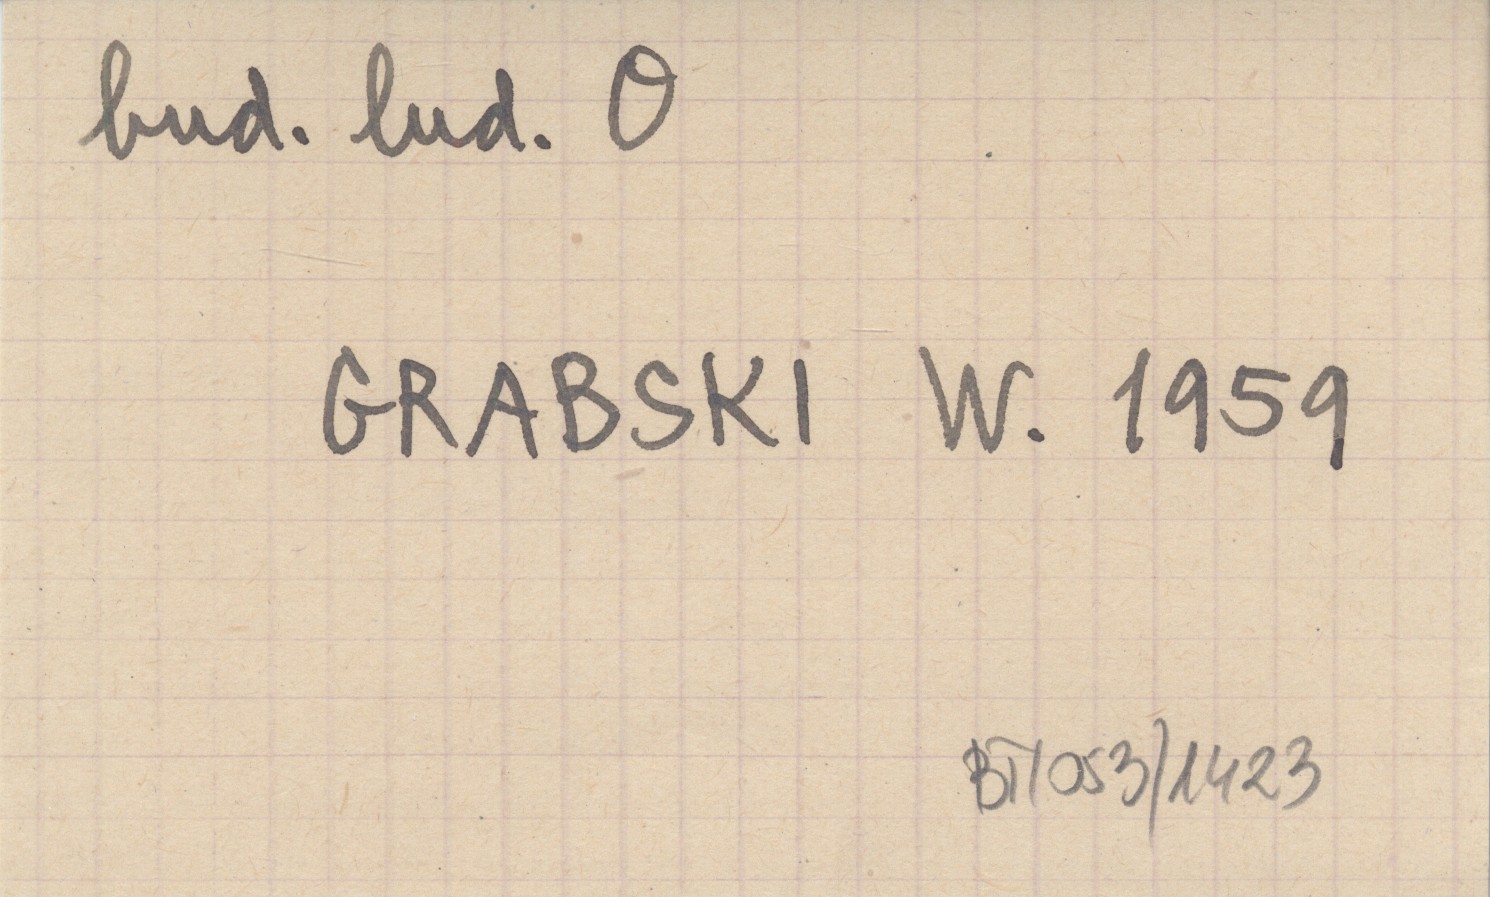 bud. lud. O
GRABSKI W. 1959
BT/053/1423